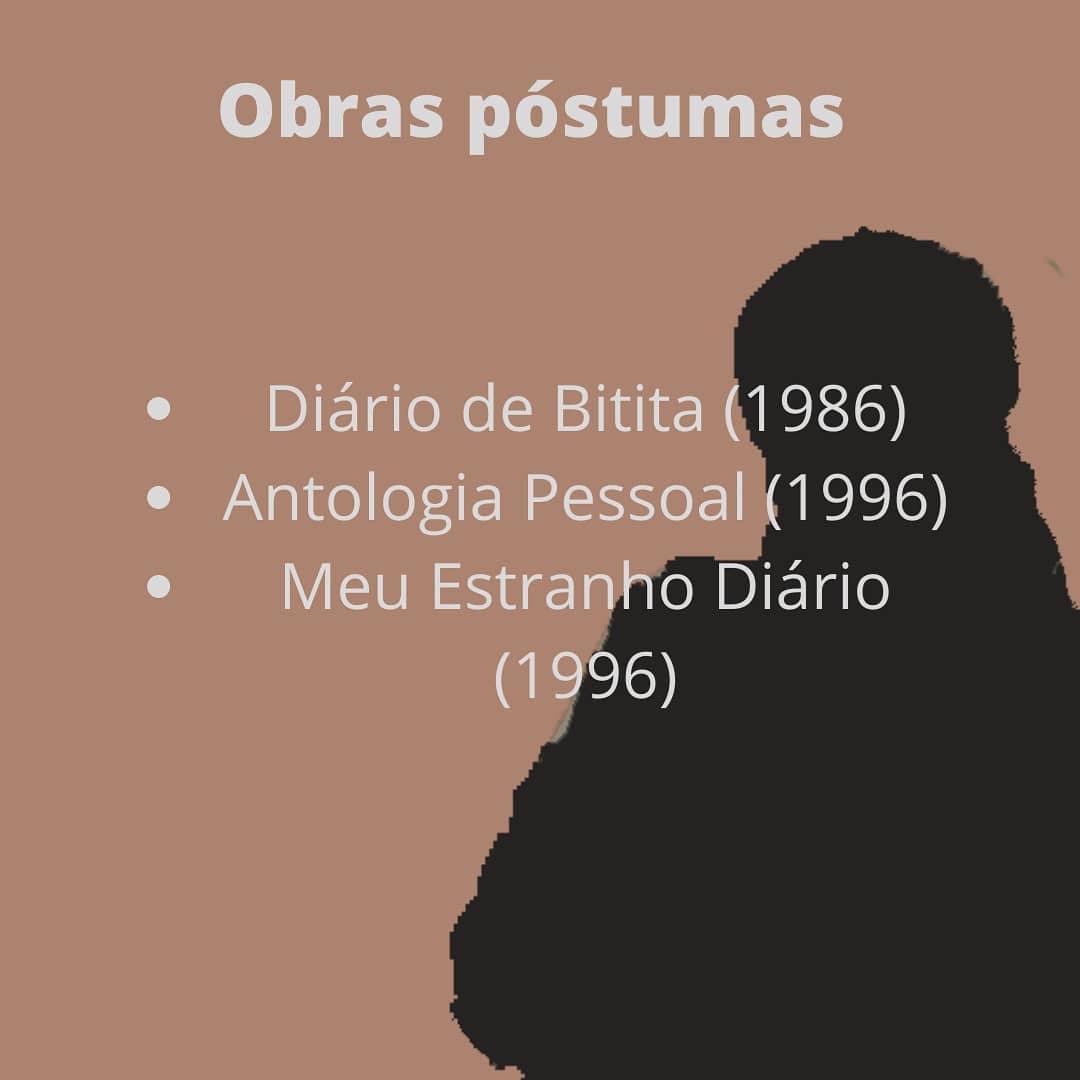 Obras póstumas
• Diário de Bitita (1986)
• Antologia Pessoal (1996)
• Meu Estranho Diário
(1996)